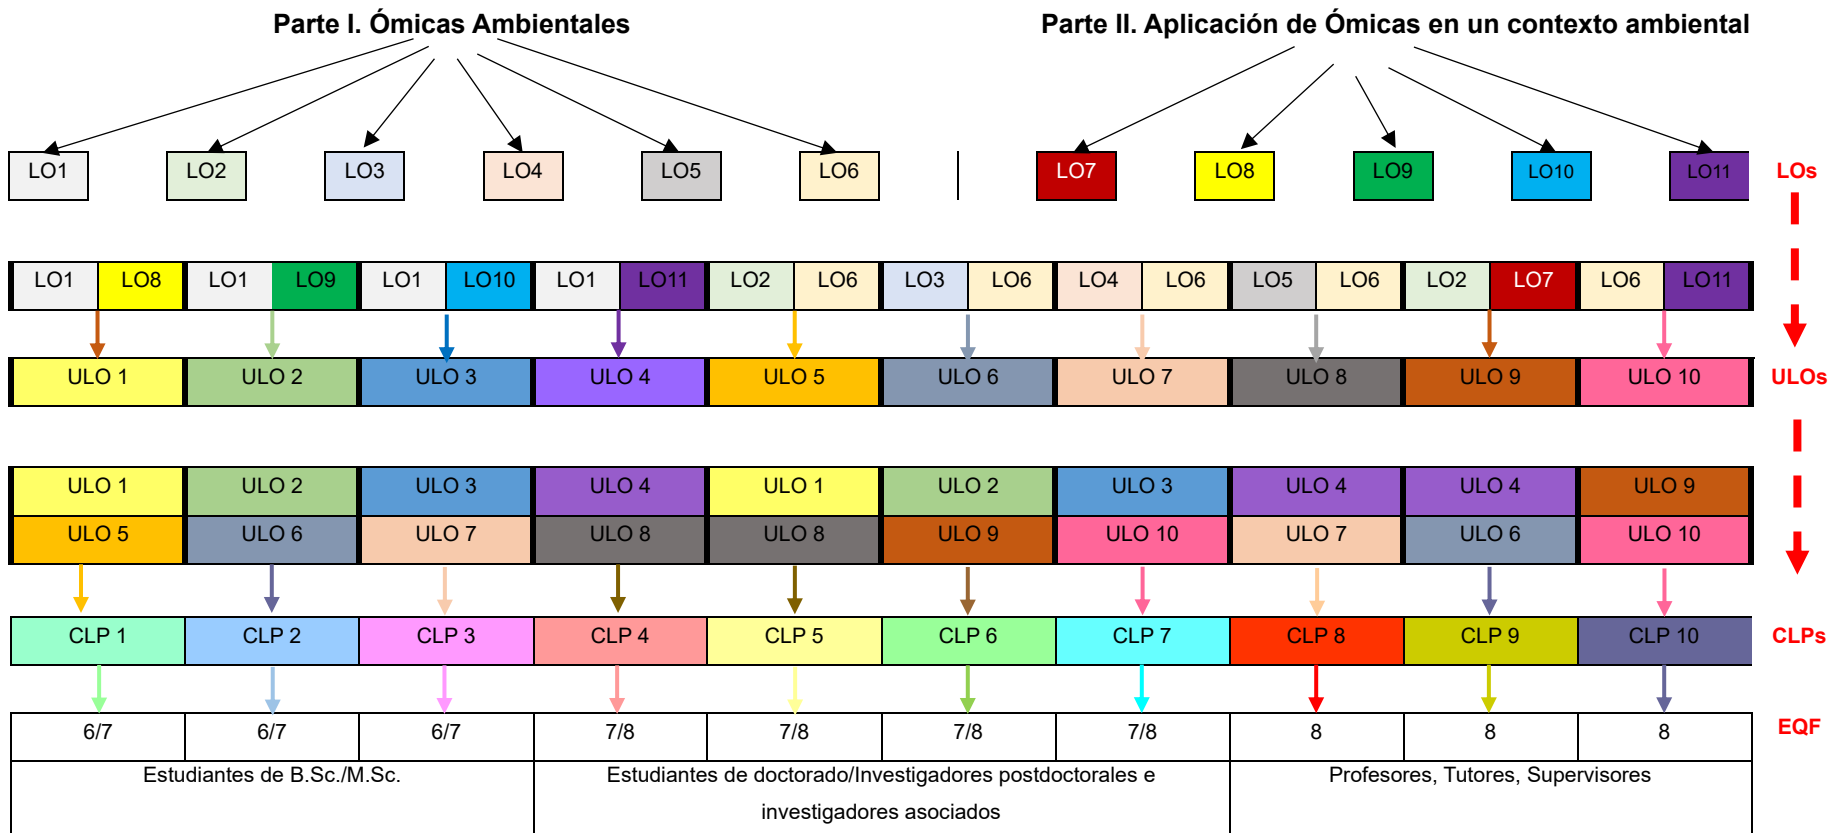 Parte I. Ómicas Ambientales
Parte II. Aplicación de Ómicas en un contexto ambiental
LO1 LO2 LO3 LO4 LO5 LO6 LO7 LO8 LO9 LO10 LO11 LOs
LO1 LO8 LO1 LO9 LO1 LO10 LO1 LO11 LO2 LO6 LO3 LO6 LO4 LO6 LO5 LO6 LO2 LO7 LO6 LO11
ULO 1 ULO 2 ULO 3 ULO 4 ULO 5 ULO 6 ULO 7 ULO 8 ULO 9 ULO 10 ULOs
ULO 1 ULO 2 ULO 3 ULO 4 ULO 1 ULO 2 ULO 3 ULO 4 ULO 4 ULO 9
ULO 5 ULO 6 ULO 7 ULO 8 ULO 8 ULO 9 ULO 10 ULO 7 ULO 6 ULO 10
CLP 1 CLP 2 CLP 3 CLP 4 CLP 5 CLP 6 CLP 7 CLP 8 CLP 9 CLP 10 CLPs
6/7 6/7 6/7 7/8 7/8 7/8 7/8 8 8 8 EQF
Estudiantes de B.Sc./M.Sc.
Estudiantes de doctorado/Investigadores postdoctorales e
investigadores asociados
Profesores, Tutores, Supervisores